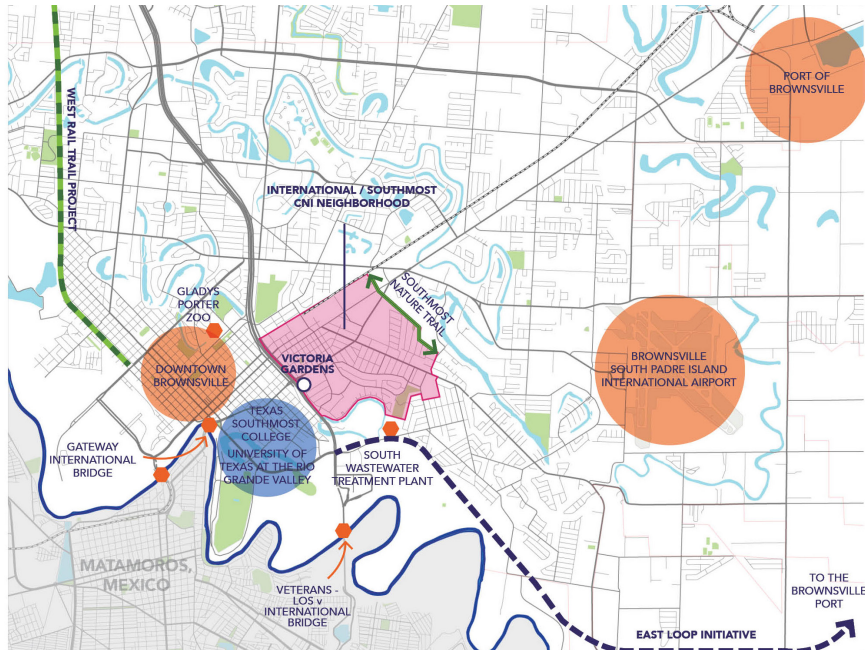 PORT OF
BROWNSVILLE
WEST RAIL TRAIL PROJECT
INTERNATIONAL / SOUTHMOST
CNI NEIGHBORHOOD
SOUTHMOST
NATURE TRAIL
GLADYS
PORTER
ZOO
VICTORIA
GARDENS
DOWNTOWN
BROWNSVILLE
BROWNSVILLE
SOUTH PADRE ISLAND
INTERNATIONAL AIRPORT
TEXAS
SOUTHMOST
COLLEGE
UNIVERSITY OF
TEXAS AT THE RIO
GRANDE VALLEY
GATEWAY
INTERNATIONAL
BRIDGE
SOUTH
WASTEWATER
TREATMENT PLANT
MATAMOROS,
MEXICO
VETERANS -
LOS v
INTERNATIONAL
BRIDGE
TO THE
BROWNSVILLE
PORT
EAST LOOP INITIATIVE